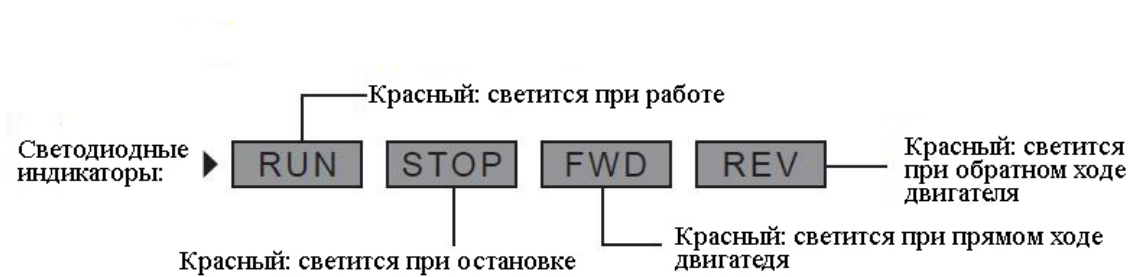 Красный: светится при работе
Светодиодные
индикаторы:
RUN STOP FWD REV
Красный: светится
при обратном ходе
двигателя
Красный: светится при остановке
Красный: светится при прямом ходе
двигатедя